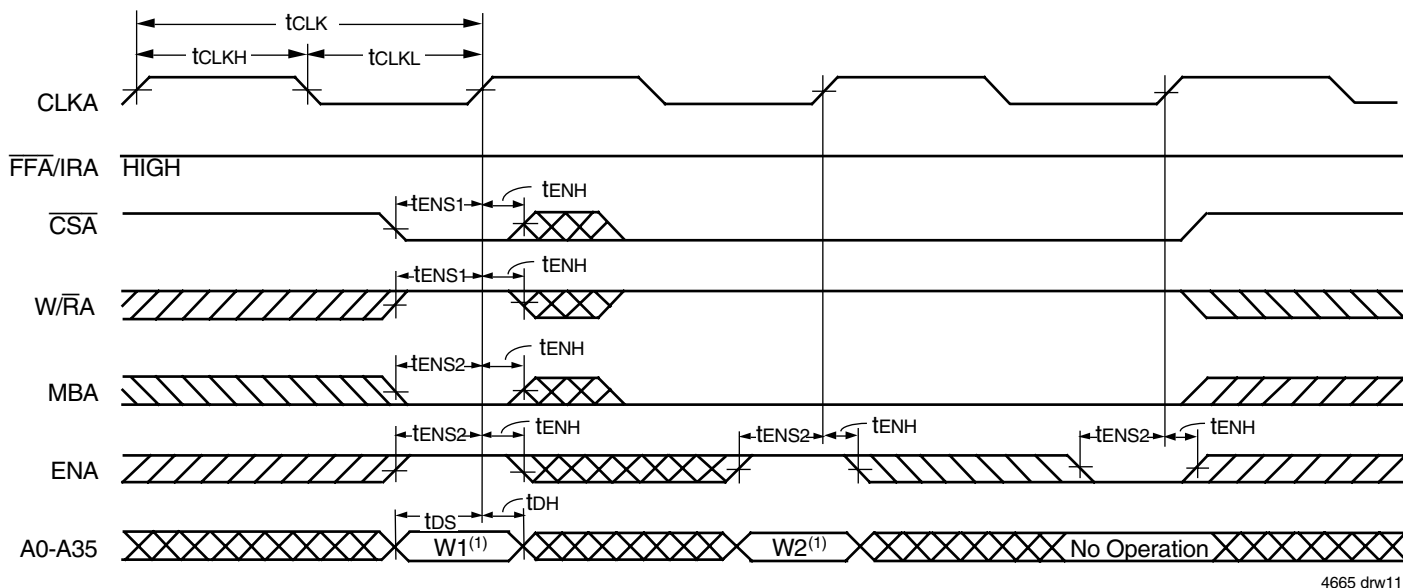 tCLK
tCLKH tCLKL
CLKA
FFA/IRA HIGH
tENS1 tENH
CSA
tENS1 tENH
W/RA
tENS2 tENH
MBA
tENS2 tENH tENS2 tENH tENS2 tENH
ENA
tDS tDH
A0-A35 W1(1) W2(1) No Operation
4665 drw11